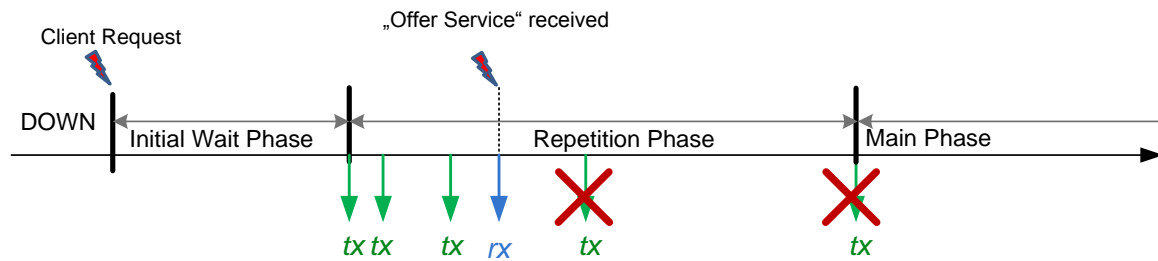 „Offer Service“ received
Client Request
DOWN
Initial Wait Phase
Repetition Phase
Main Phase
tx
tx
tx
rx
tx
tx